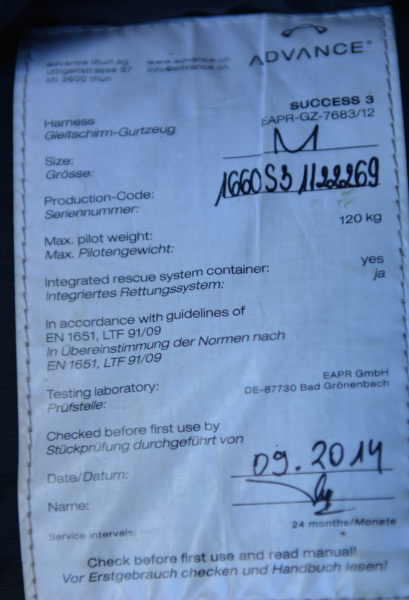 advance thun ag www.advance.ch
uttigenstrasse 87 info@advance.ch
ch 3600 thun
ADVANCE
Harness SUCCESS 3
Gleitschirm-Gurtzeug EAPR-GZ-7683/12
Size: M
Grösse:
Production-Code: 1660S3 1122269
Seriennummer:
Max. pilot weight: 120 kg
Max. Pilotengewicht:
Integrated rescue system container: yes
Integriertes Rettungssystem: ja
In accordance with guidelines of
EN 1651, LTF 91/09
In Übereinstimmung der Normen nach
EN 1651, LTF 91/09
Testing laboratory: EAPR GmbH
Prüfstelle: DE-87730 Bad Grönenbach
Checked before first use by
Stückprüfung durchgeführt von
Date/Datum: 09.2014
Name:
Service intervals: 24 months/Monate
Check before first use and read manual!
Vor Erstgebrauch checken und Handbuch lesen!